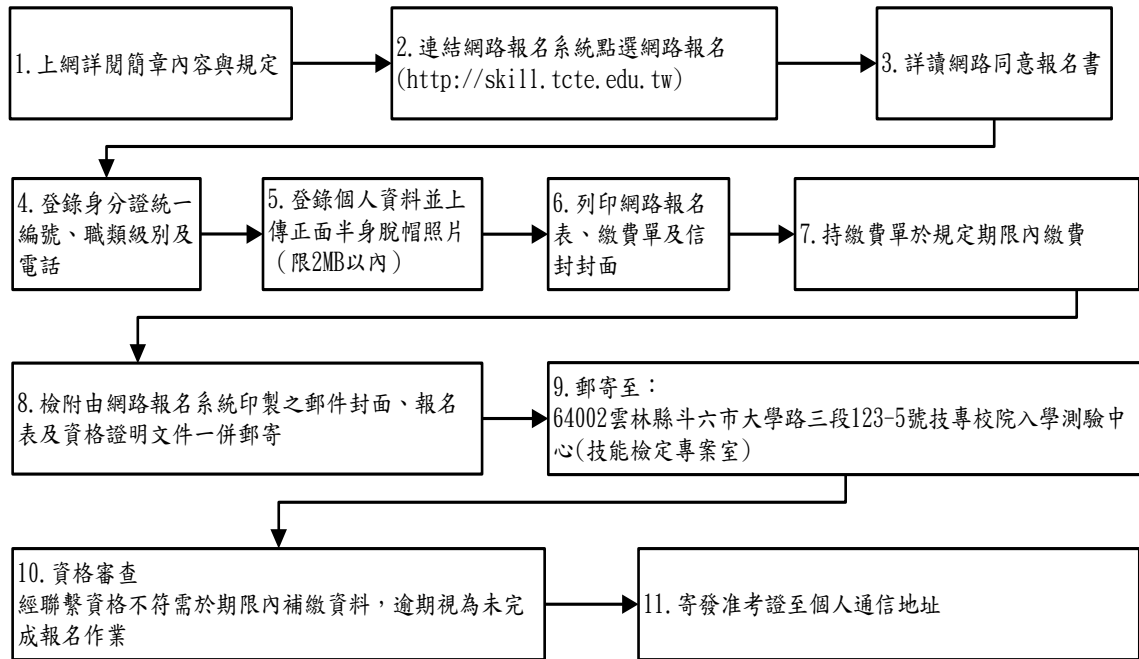 1.上網詳閱簡章內容與規定
2.連結網路報名系統點選網路報名
(http://skill.tcte.edu.tw)
3.詳讀網路同意報名書
4.登錄身分證統一
編號、職類級別及
電話
5.登錄個人資料並上
傳正面半身脫帽照片
(限2MB以內)
6.列印網路報名
表、繳費單及信
封封面
7.持繳費單於規定期限內繳費
8.檢附由網路報名系統印製之郵件封面、報名
表及資格證明文件一併郵寄
9.郵寄至：
64002雲林縣斗六市大學路三段123-5號技專校院入學測驗中
心(技能檢定專案室)
10.資格審查
經聯繫資格不符需於期限內補繳資料，逾期視為未完
成報名作業
11.寄發准考證至個人通信地址